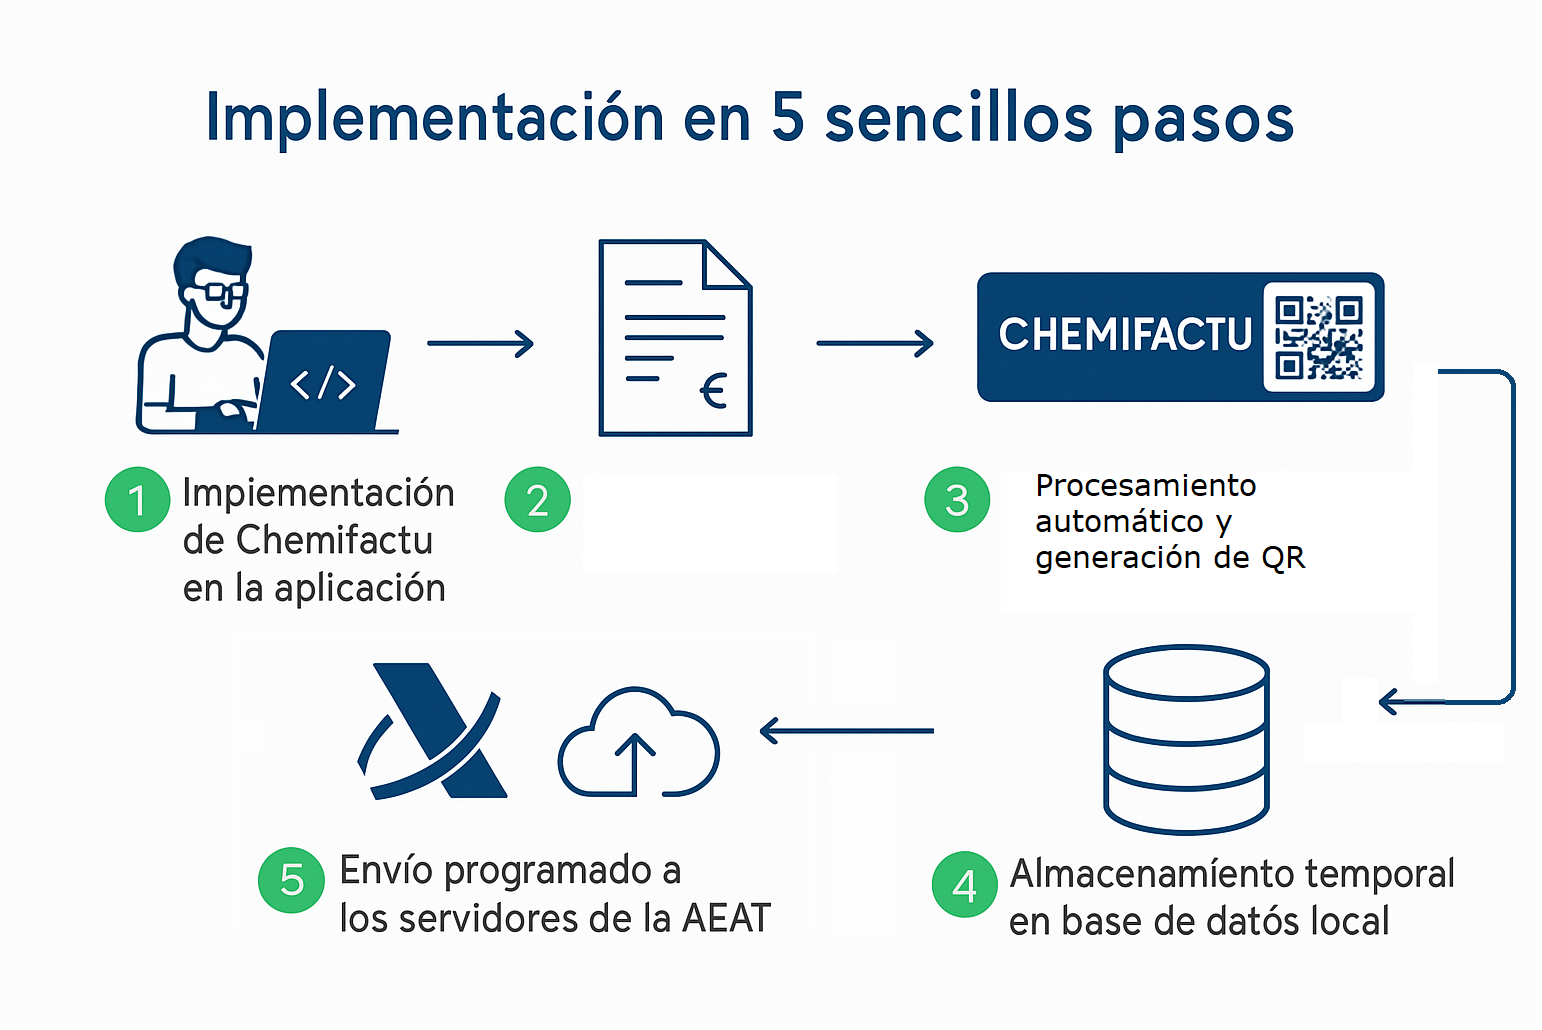 Implementación en 5 sencillos pasos
</>
€
CHEMIFACTU
1 Impiementación
de Chemifactu
en la aplicación
2
3 Procesamiento
automático y
generación de QR
5 Envío programado a
los servidores de la AEAT
4 Almacenamíento temporal
en base de datós local